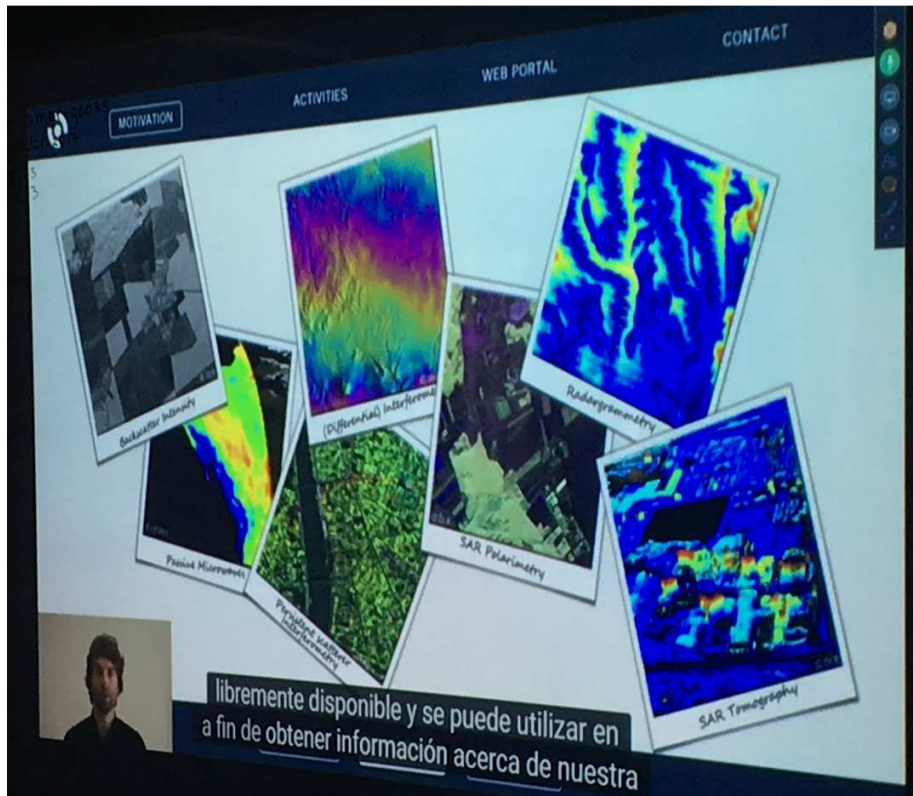 MOTIVATION
ACTIVITIES
WEB PORTAL
CONTACT
Backscatter Intensity
(Differential) Interferome
Radargrammetry
Passive Microwaves
Persistent Scatterer
Interferometry
SAR Polarimetry
SAR Tomography
libremente disponible y se puede utilizar en
a fin de obtener información acerca de nuestra